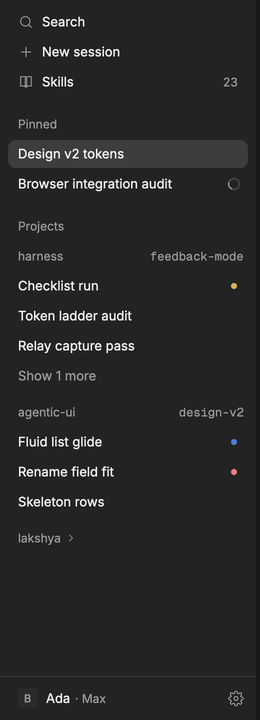 Search
New session
Skills 23
Pinned
Design v2 tokens
Browser integration audit
Projects
harness feedback-mode
Checklist run
Token ladder audit
Relay capture pass
Show 1 more
agentic-ui design-v2
Fluid list glide
Rename field fit
Skeleton rows
lakshya
B Ada · Max